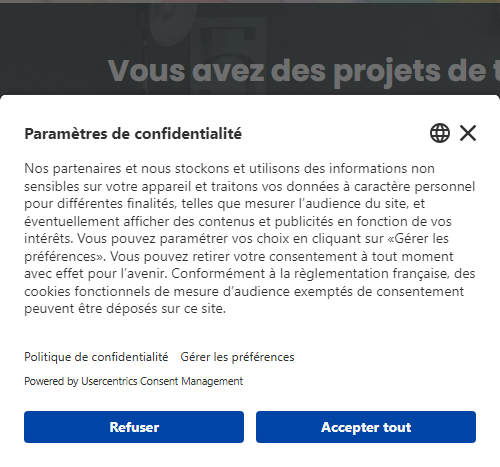 Vous avez des projets de t
Paramètres de confidentialité
Nos partenaires et nous stockons et utilisons des informations non
sensibles sur votre appareil et traitons vos données à caractère personnel
pour différentes finalités, telles que mesurer l’audience du site, et
éventuellement afficher des contenus et publicités en fonction de vos
intérêts. Vous pouvez paramétrer vos choix en cliquant sur «Gérer les
préférences». Vous pouvez retirer votre consentement à tout moment
avec effet pour l’avenir. Conformément à la règlementation française, des
cookies fonctionnels de mesure d’audience exemptés de consentement
peuvent être déposés sur ce site.
Politique de confidentialité Gérer les préférences
Powered by Usercentrics Consent Management
Refuser Accepter tout